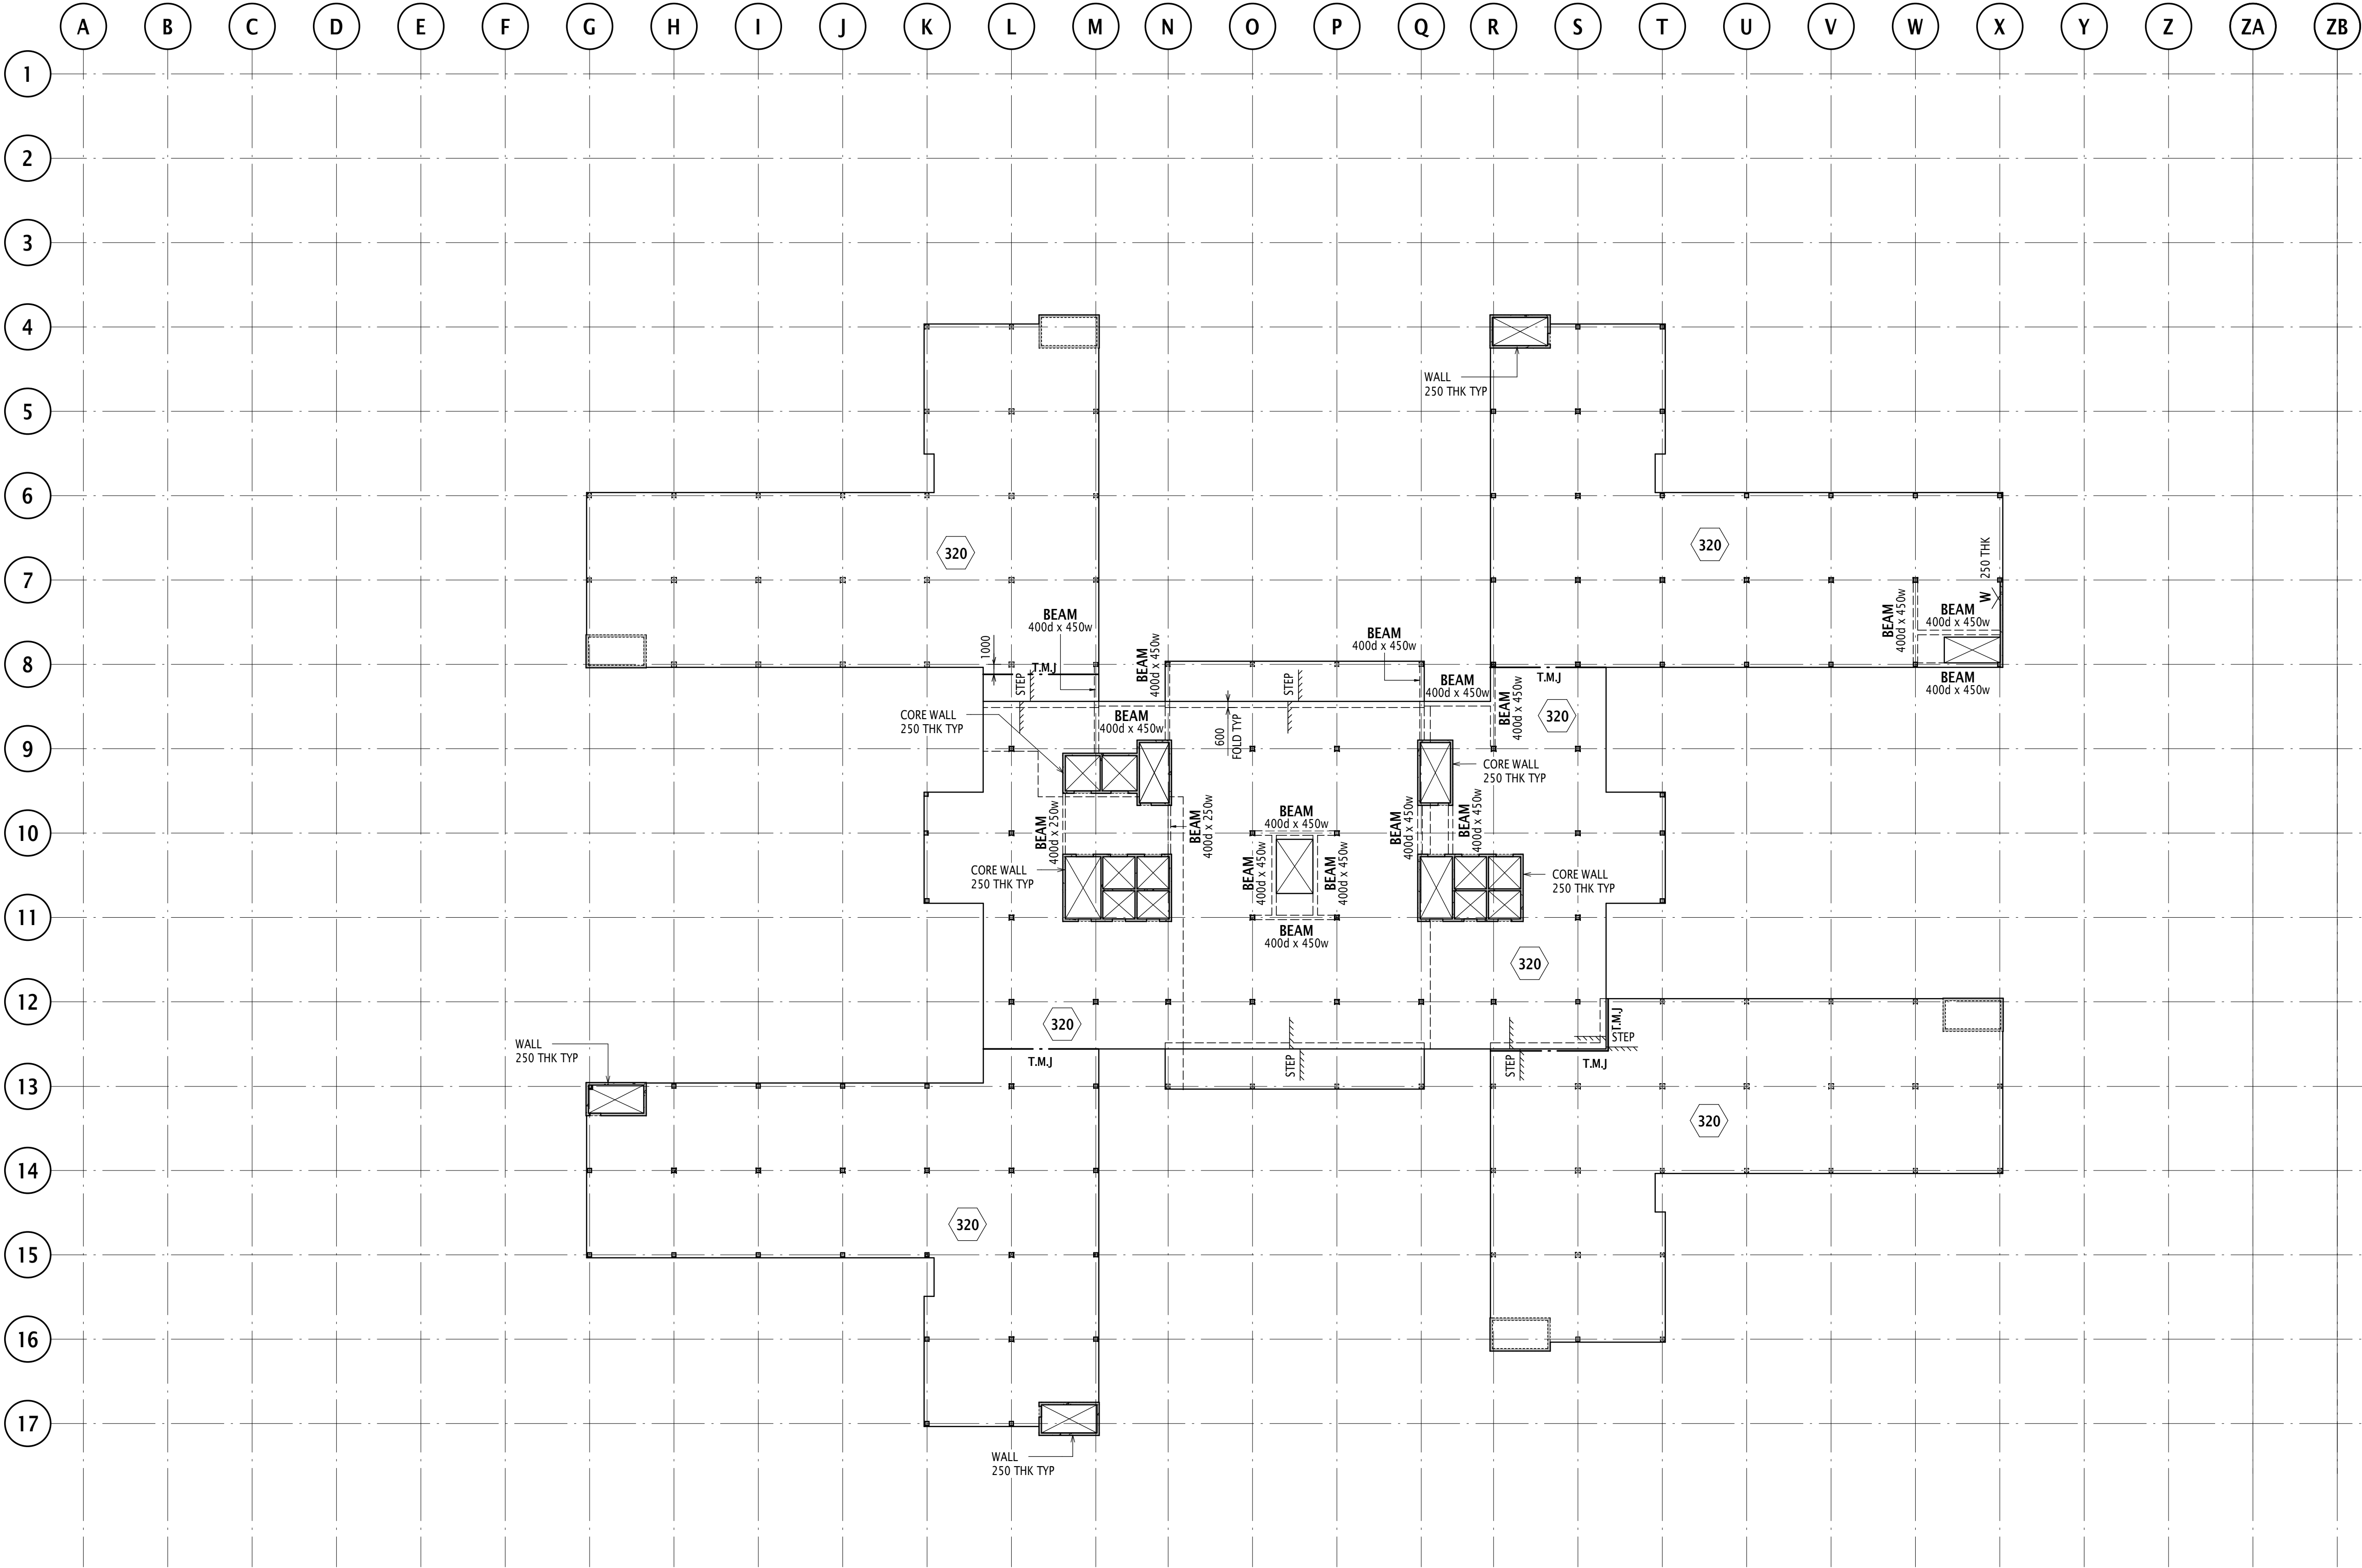 A B C D E F G H I J K L M N O P Q R S T U V W X Y Z ZA ZB
1
2
3
4
WALL
250 THK TYP
5
6
320
320
250 THK
7
W
BEAM
400d x 450w
BEAM
400d x 450w
BEAM
400d x 450w
BEAM
400d x 450w
BEAM
400d x 450w
1000
8
T.M.J
T.M.J
STEP
STEP
BEAM
400d x 450w
BEAM
400d x 450w
BEAM
400d x 450w
320
CORE WALL
250 THK TYP
BEAM
400d x 450w
600
FOLD TYP
9
CORE WALL
250 THK TYP
BEAM
400d x 250w
BEAM
400d x 250w
BEAM
400d x 450w
BEAM
400d x 450w
BEAM
400d x 450w
10
CORE WALL
250 THK TYP
BEAM
400d x 450w
BEAM
400d x 450w
CORE WALL
250 THK TYP
11
BEAM
400d x 450w
320
12
320
T.M.J
STEP
WALL
250 THK TYP
T.M.J
STEP
STEP
T.M.J
13
320
14
320
15
16
17
WALL
250 THK TYP